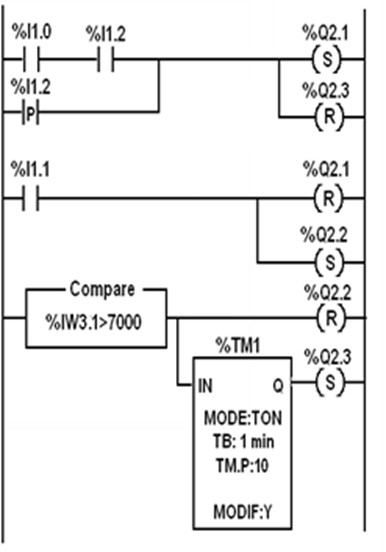 %I1.0 %I1.2 %Q2.1
S
%I1.2 %Q2.3
P R
%I1.1 %Q2.1
R
%Q2.2
S
Compare %Q2.2
%IW3.1>7000 R
%TM1 %Q2.3
IN Q S
MODE:TON
TB: 1 min
TM.P:10
MODIF:Y